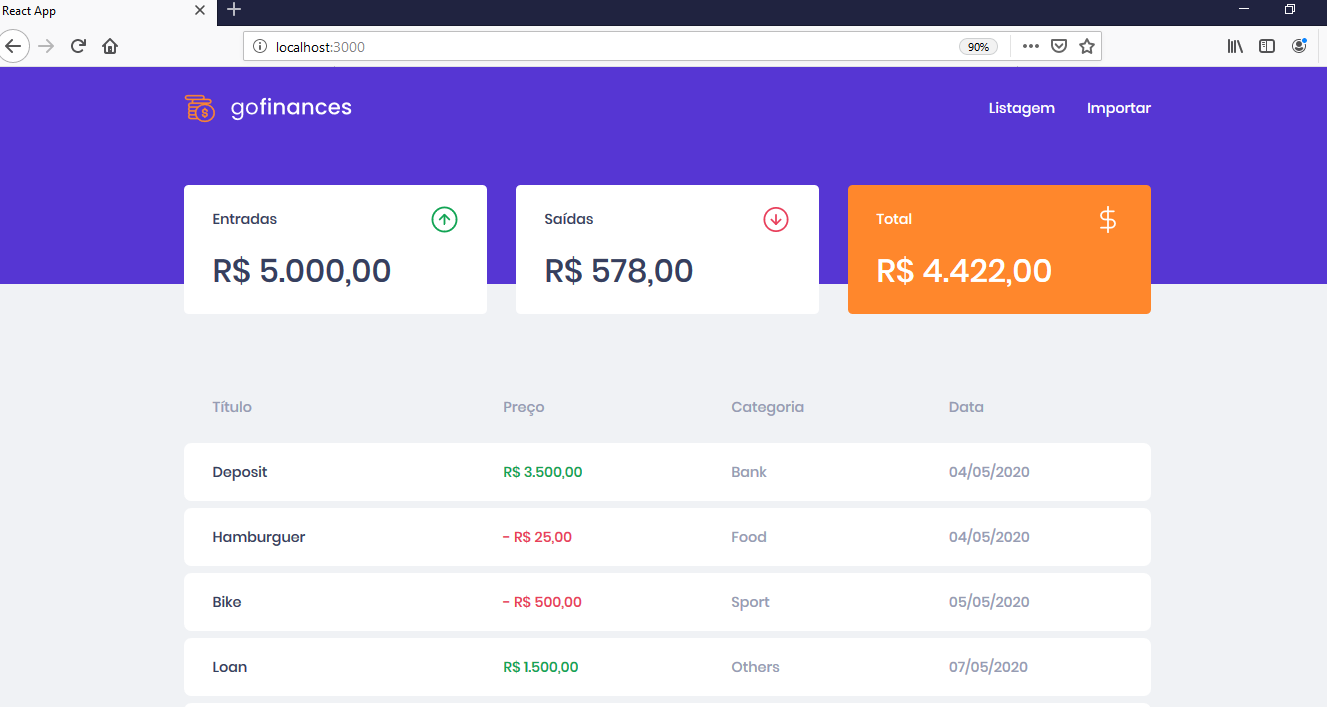 React App
localhost:3000 90%
gofinances Listagem Importar
Entradas Saídas Total $
R$ 5.000,00 R$ 578,00 R$ 4.422,00
Título Preço Categoria Data
Deposit R$ 3.500,00 Bank 04/05/2020
Hamburguer - R$ 25,00 Food 04/05/2020
Bike - R$ 500,00 Sport 05/05/2020
Loan R$ 1.500,00 Others 07/05/2020